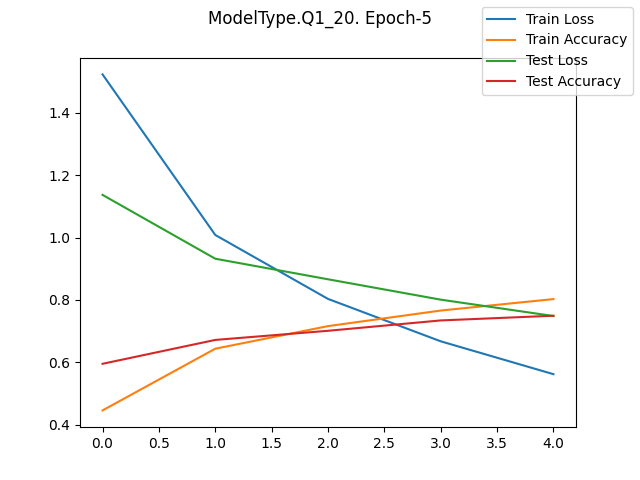 ModelType.Q1_20. Epoch-5
Train Loss
Train Accuracy
Test Loss
Test Accuracy
1.4
1.2
1.0
0.8
0.6
0.4
0.0 0.5 1.0 1.5 2.0 2.5 3.0 3.5 4.0